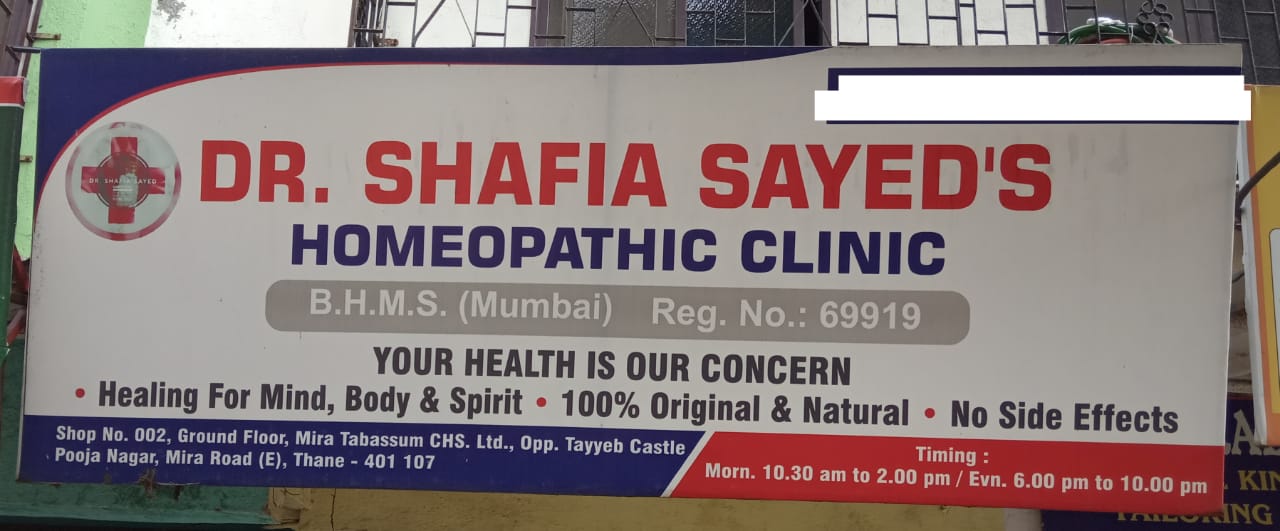 DR. SHAFIA SAYED
DR. SHAFIA SAYED'S
HOMEOPATHIC CLINIC
B.H.M.S. (Mumbai) Reg. No.: 69919
YOUR HEALTH IS OUR CONCERN
• Healing For Mind, Body & Spirit • 100% Original & Natural • No Side Effects
Shop No. 002, Ground Floor, Mira Tabassum CHS. Ltd., Opp. Tayyeb Castle
Pooja Nagar, Mira Road (E), Thane - 401 107
Timing :
Morn. 10.30 am to 2.00 pm / Evn. 6.00 pm to 10.00 pm